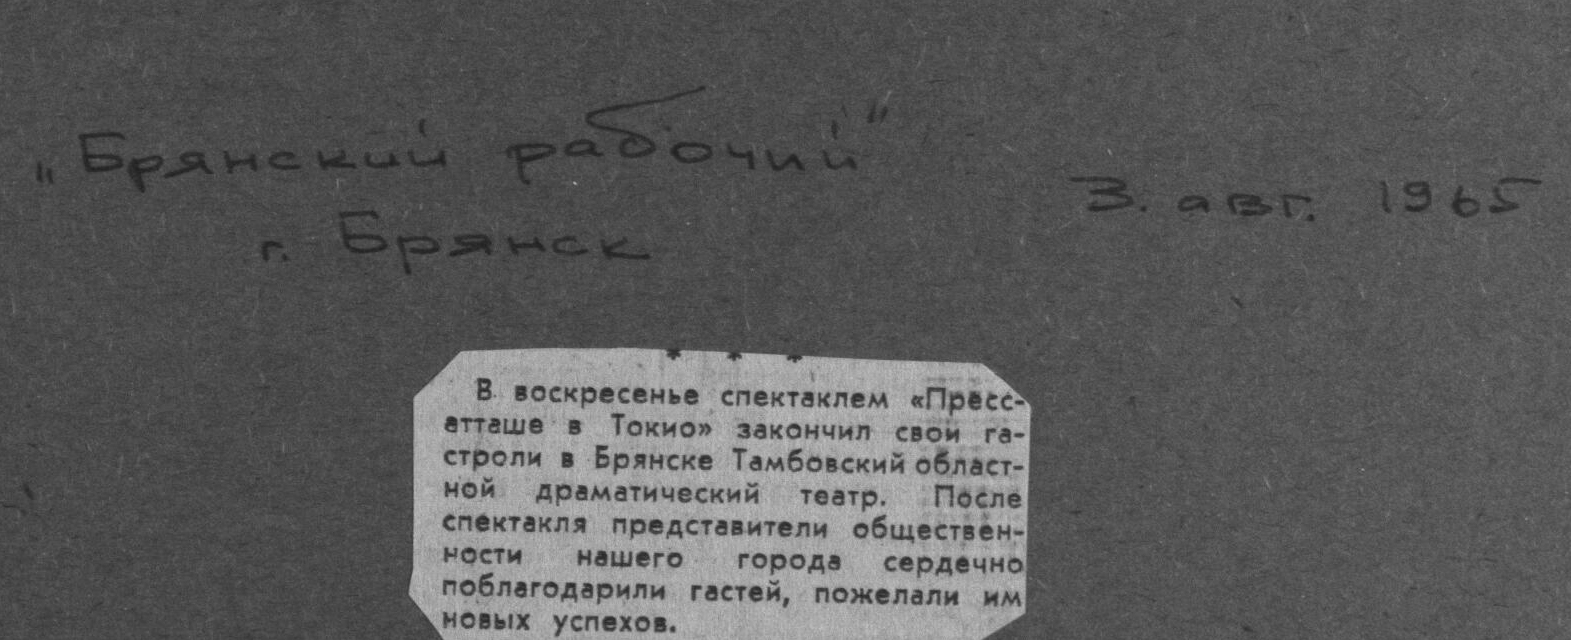 „Брянский рабочий"
г. Брянск
3. авг. 1965
* * *
В воскресенье спектаклем «Пресс-
атташе в Токио» закончил свои га-
строли в Брянске Тамбовский област-
ной драматический театр. После
спектакля представители обществен-
ности нашего города сердечно
поблагодарили гастей, пожелали им
новых успехов.